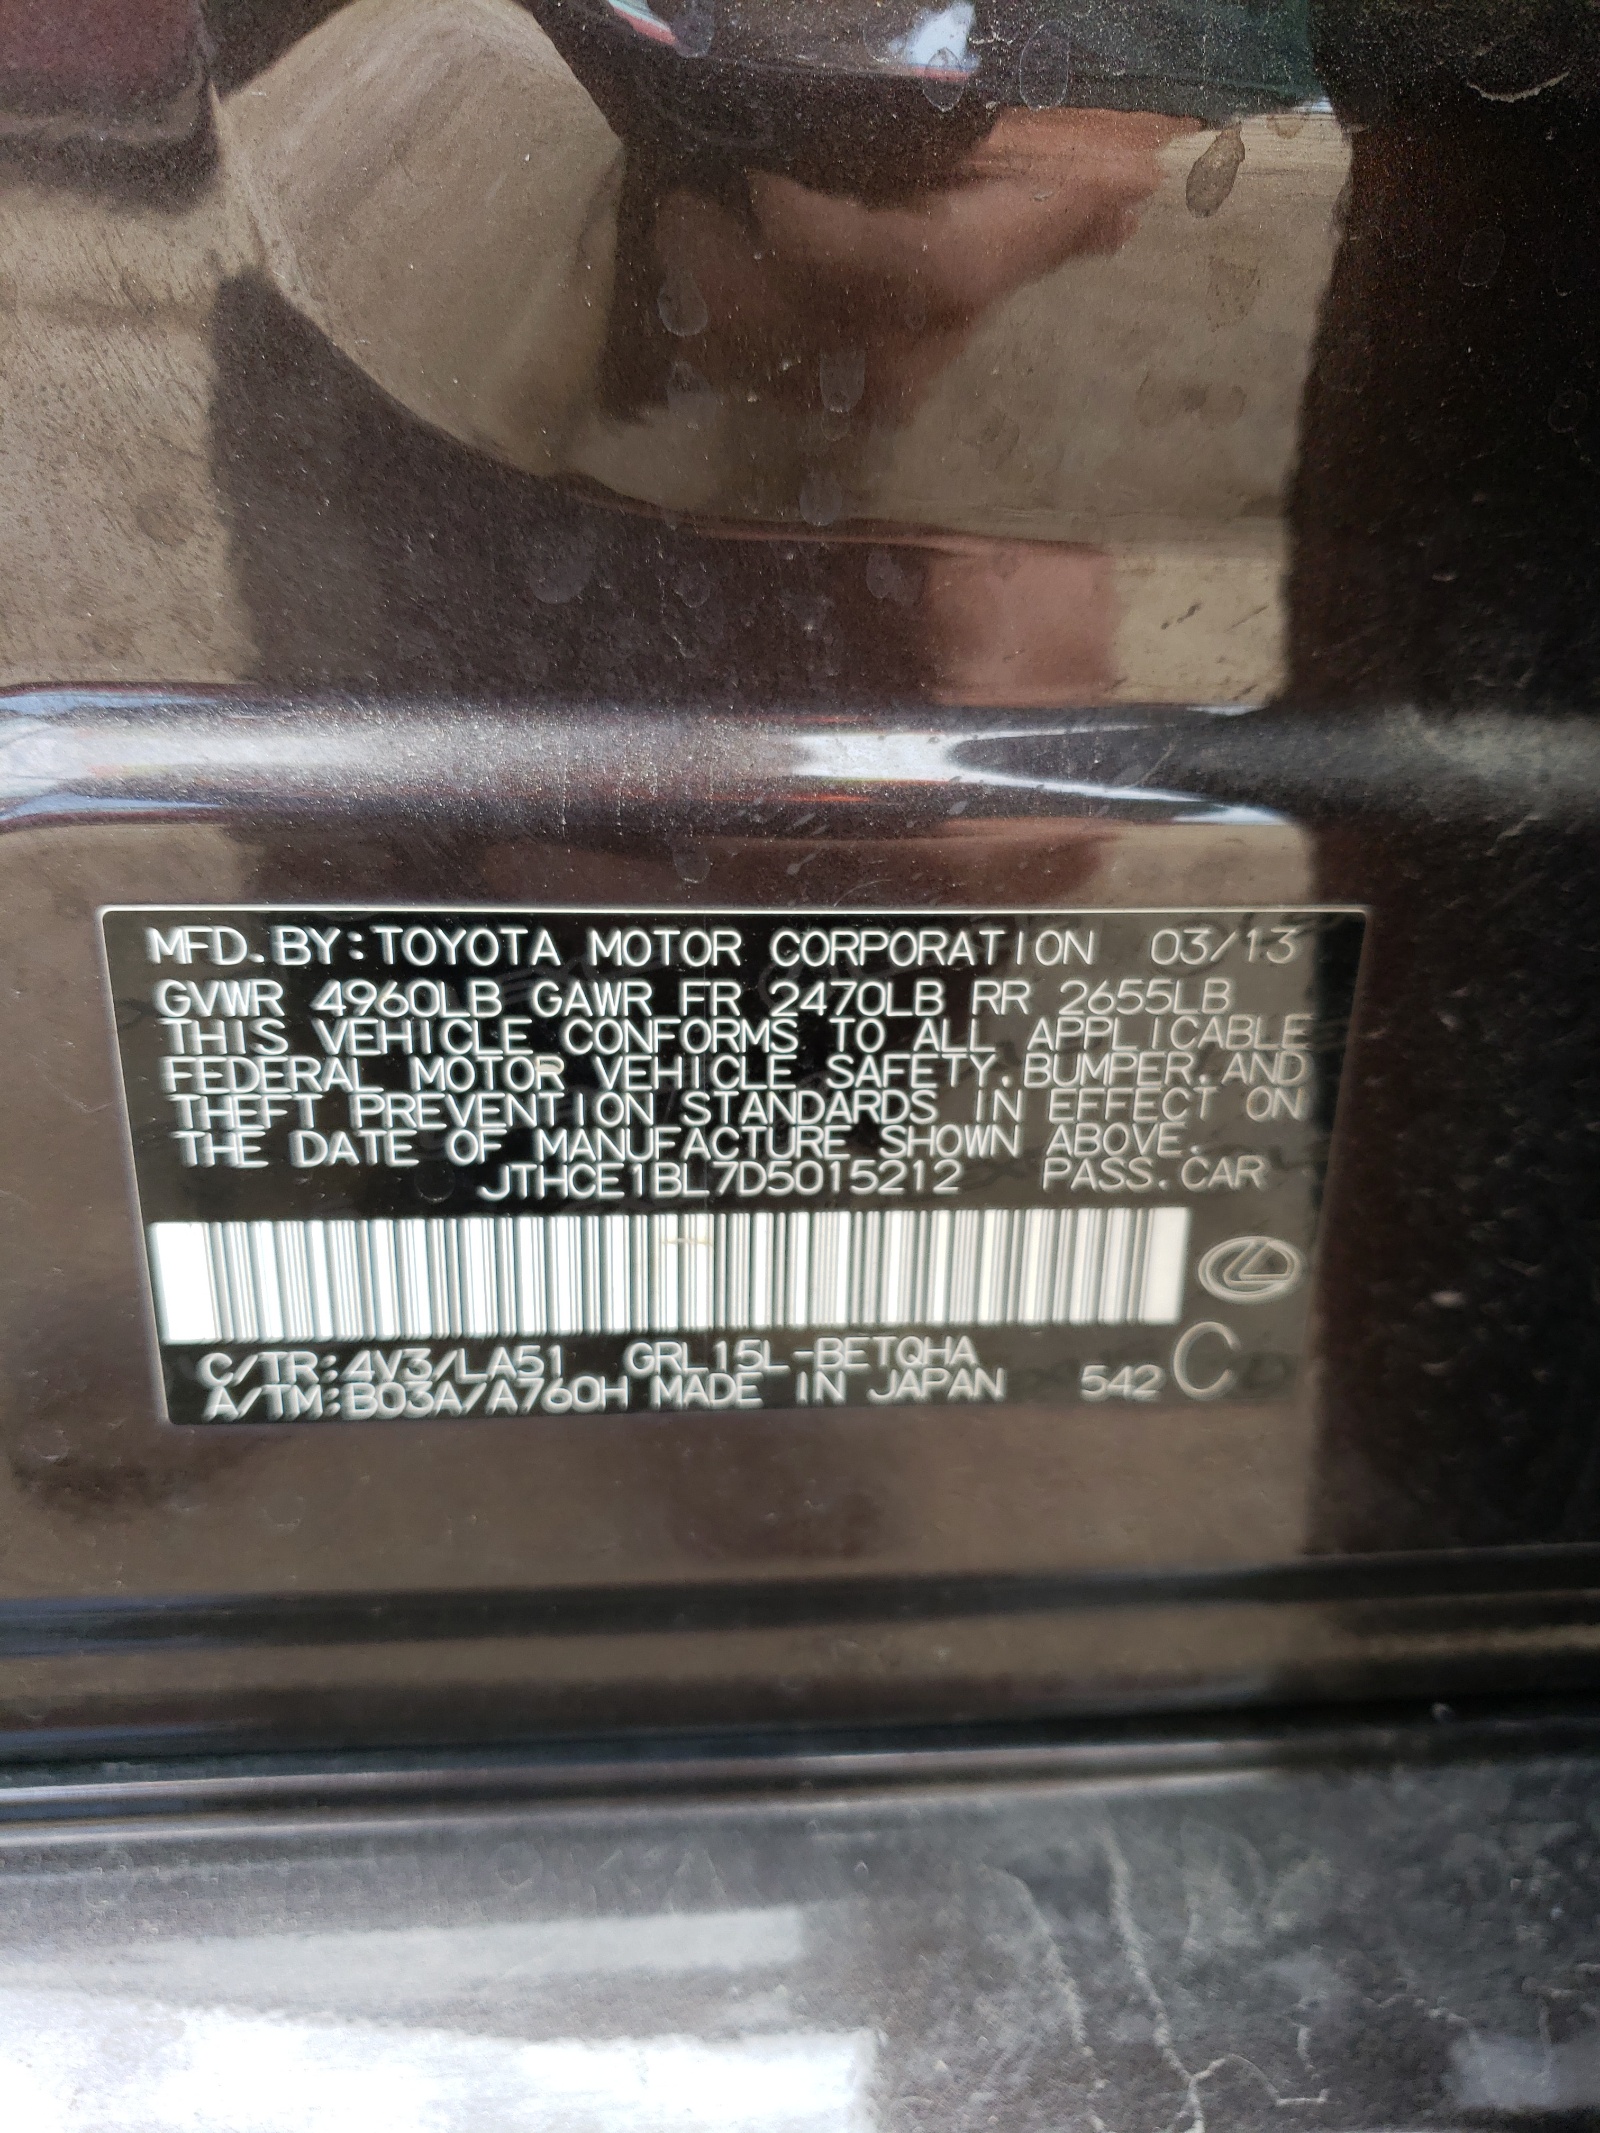 MFD.BY:TOYOTA MOTOR CORPORATION 03/13
GVWR 4960LB GAWR FR 2470LB RR 2655LB
THIS VEHICLE CONFORMS TO ALL APPLICABLE
FEDERAL MOTOR VEHICLE SAFETY,BUMPER,AND
THEFT PREVENTION STANDARDS IN EFFECT ON
THE DATE OF MANUFACTURE SHOWN ABOVE.
JTHCE1BL7D5015212 PASS.CAR
C/TR:4V3/LA51 GRL15L-BETQHA
A/TM:B03A/A760H MADE IN JAPAN 542 C